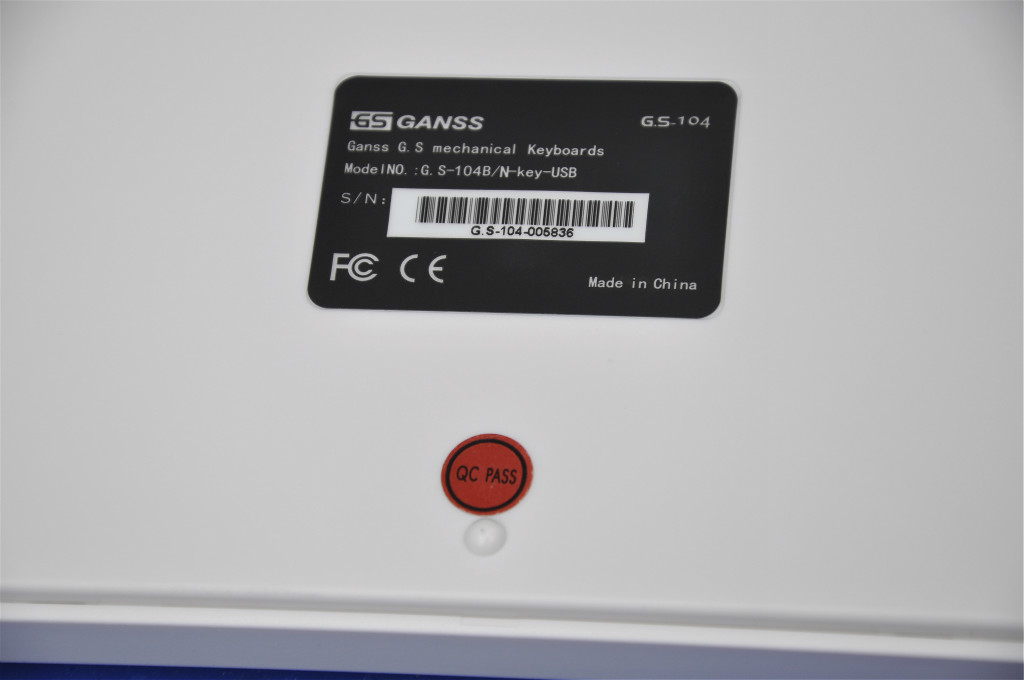 GS GANSS G.S-104
Ganss G.S mechanical Keyboards
ModelNO.:G.S-104B/N-key-USB
S/N:
G.S-104-005836
FC CE
Made in China
QC PASS